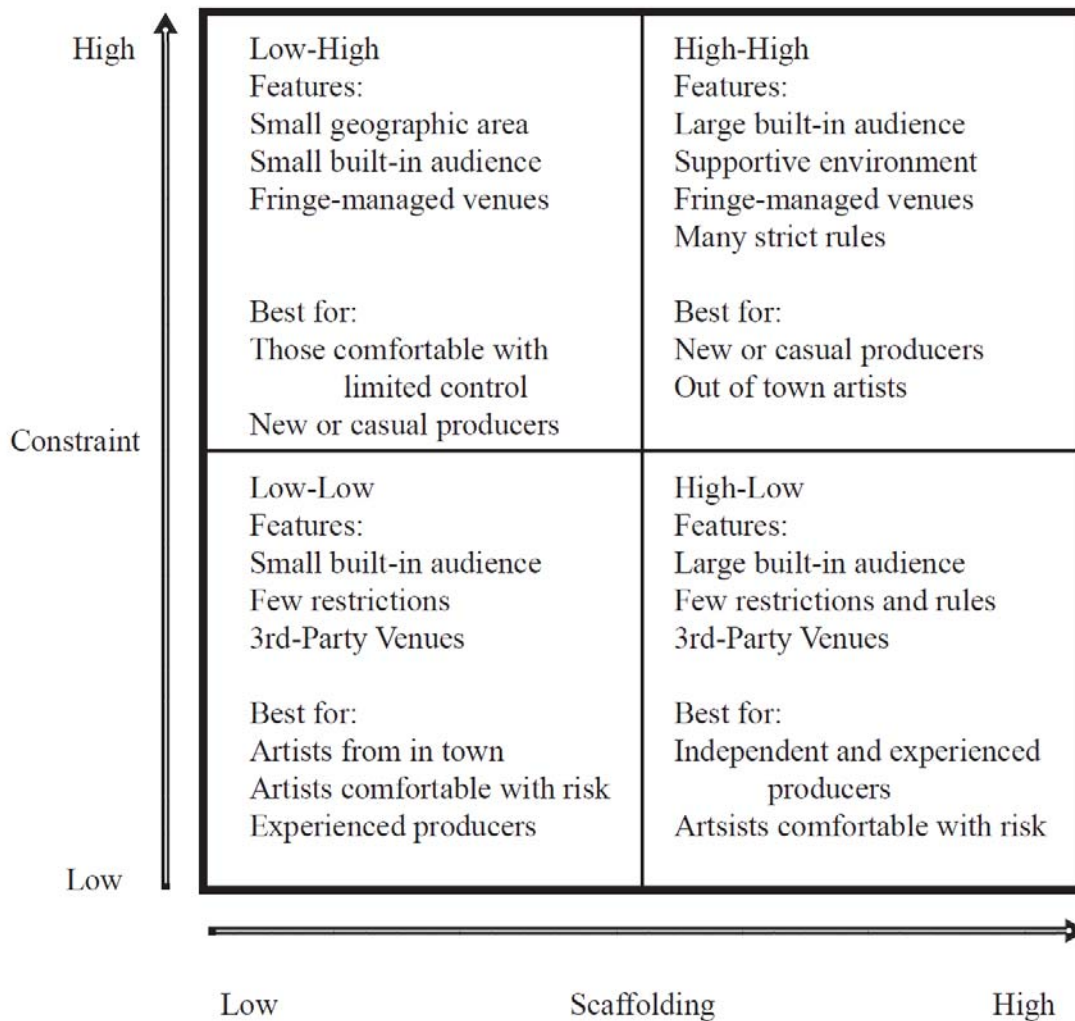 High
Low-High
Features:
Small geographic area
Small built-in audience
Fringe-managed venues
Best for:
Those comfortable with
limited control
New or casual producers
High-High
Features:
Large built-in audience
Supportive environment
Fringe-managed venues
Many strict rules
Best for:
New or casual producers
Out of town artists
Constraint
Low-Low
Features:
Small built-in audience
Few restrictions
3rd-Party Venues
Best for:
Artists from in town
Artists comfortable with risk
Experienced producers
High-Low
Features:
Large built-in audience
Few restrictions and rules
3rd-Party Venues
Best for:
Independent and experienced
producers
Artsists comfortable with risk
Low
Low
Scaffolding
High